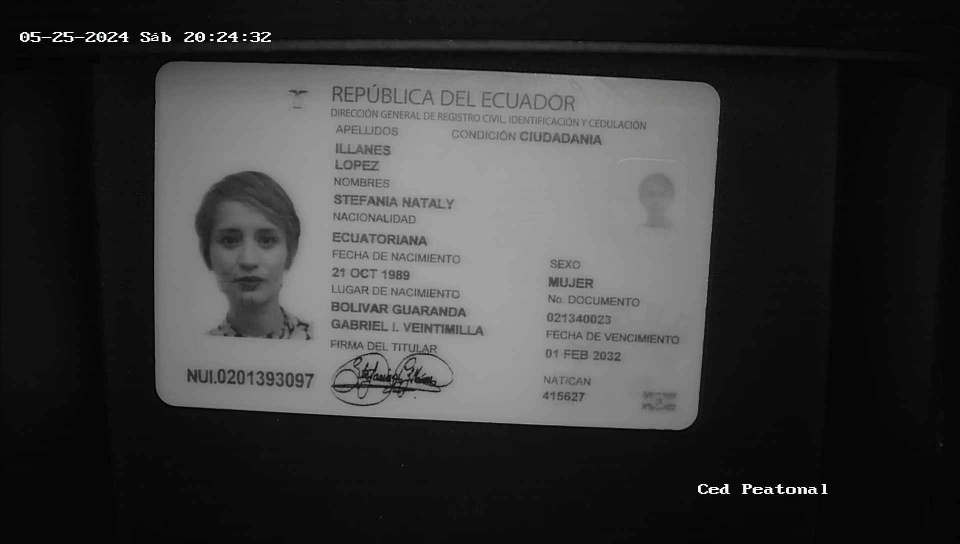 05-25-2024 Sáb 20:24:32
REPÚBLICA DEL ECUADOR
DIRECCIÓN GENERAL DE REGISTRO CIVIL, IDENTIFICACIÓN Y CEDULACIÓN
APELLIDOS
CONDICIÓN CIUDADANIA
ILLANES
LOPEZ
NOMBRES
STEFANIA NATALY
NACIONALIDAD
ECUATORIANA
FECHA DE NACIMIENTO
21 OCT 1989
LUGAR DE NACIMIENTO
BOLIVAR GUARANDA
GABRIEL I. VEINTIMILLA
FIRMA DEL TITULAR
SEXO
MUJER
No. DOCUMENTO
021340023
FECHA DE VENCIMIENTO
01 FEB 2032
NAT/CAN
415627
NUI.0201393097
Ced Peatonal